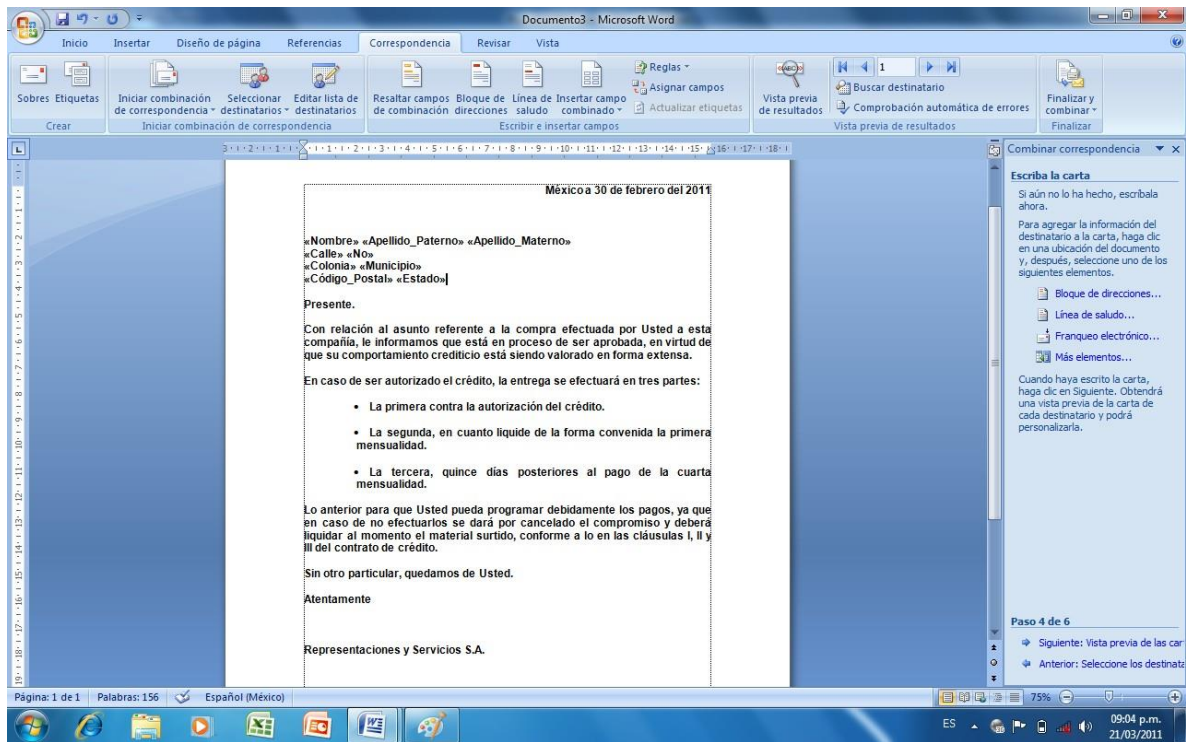 Documento3 - Microsoft Word
Inicio Insertar Diseño de página Referencias Correspondencia Revisar Vista
Sobres Etiquetas
Crear
Iniciar combinación de correspondencia
Seleccionar destinatarios
Editar lista de destinatarios
Iniciar combinación de correspondencia
Resaltar campos de combinación
Bloque de direcciones
Línea de saludo
Insertar campo combinado
Reglas
Asignar campos
Actualizar etiquetas
Escribir e insertar campos
Vista previa de resultados
1
Buscar destinatario
Comprobación automática de errores
Vista previa de resultados
Finalizar y combinar
Finalizar
México a 30 de febrero del 2011
«Nombre» «Apellido_Paterno» «Apellido_Materno»
«Calle» «No»
«Colonia» «Municipio»
«Código_Postal» «Estado»
Presente.
Con relación al asunto referente a la compra efectuada por Usted a esta
compañía, le informamos que está en proceso de ser aprobada, en virtud de
que su comportamiento crediticio está siendo valorado en forma extensa.
En caso de ser autorizado el crédito, la entrega se efectuará en tres partes:
• La primera contra la autorización del crédito.
• La segunda, en cuanto liquide de la forma convenida la primera
mensualidad.
• La tercera, quince días posteriores al pago de la cuarta
mensualidad.
Lo anterior para que Usted pueda programar debidamente los pagos, ya que
en caso de no efectuarlos se dará por cancelado el compromiso y deberá
liquidar al momento el material surtido, conforme a lo en las cláusulas I, II y
III del contrato de crédito.
Sin otro particular, quedamos de Usted.
Atentamente
Representaciones y Servicios S.A.
Combinar correspondencia
Escriba la carta
Si aún no lo ha hecho, escríbala
ahora.
Para agregar la información del
destinatario a la carta, haga clic
en una ubicación del documento
y, después, seleccione uno de los
siguientes elementos.
Bloque de direcciones...
Línea de saludo...
Franqueo electrónico...
Más elementos...
Cuando haya escrito la carta,
haga clic en Siguiente. Obtendrá
una vista previa de la carta de
cada destinatario y podrá
personalizarla.
Paso 4 de 6
Siguiente: Vista previa de las car
Anterior: Seleccione los destinata
Página: 1 de 1 Palabras: 156 Español (México) 75%
ES 09:04 p.m.
21/03/2011